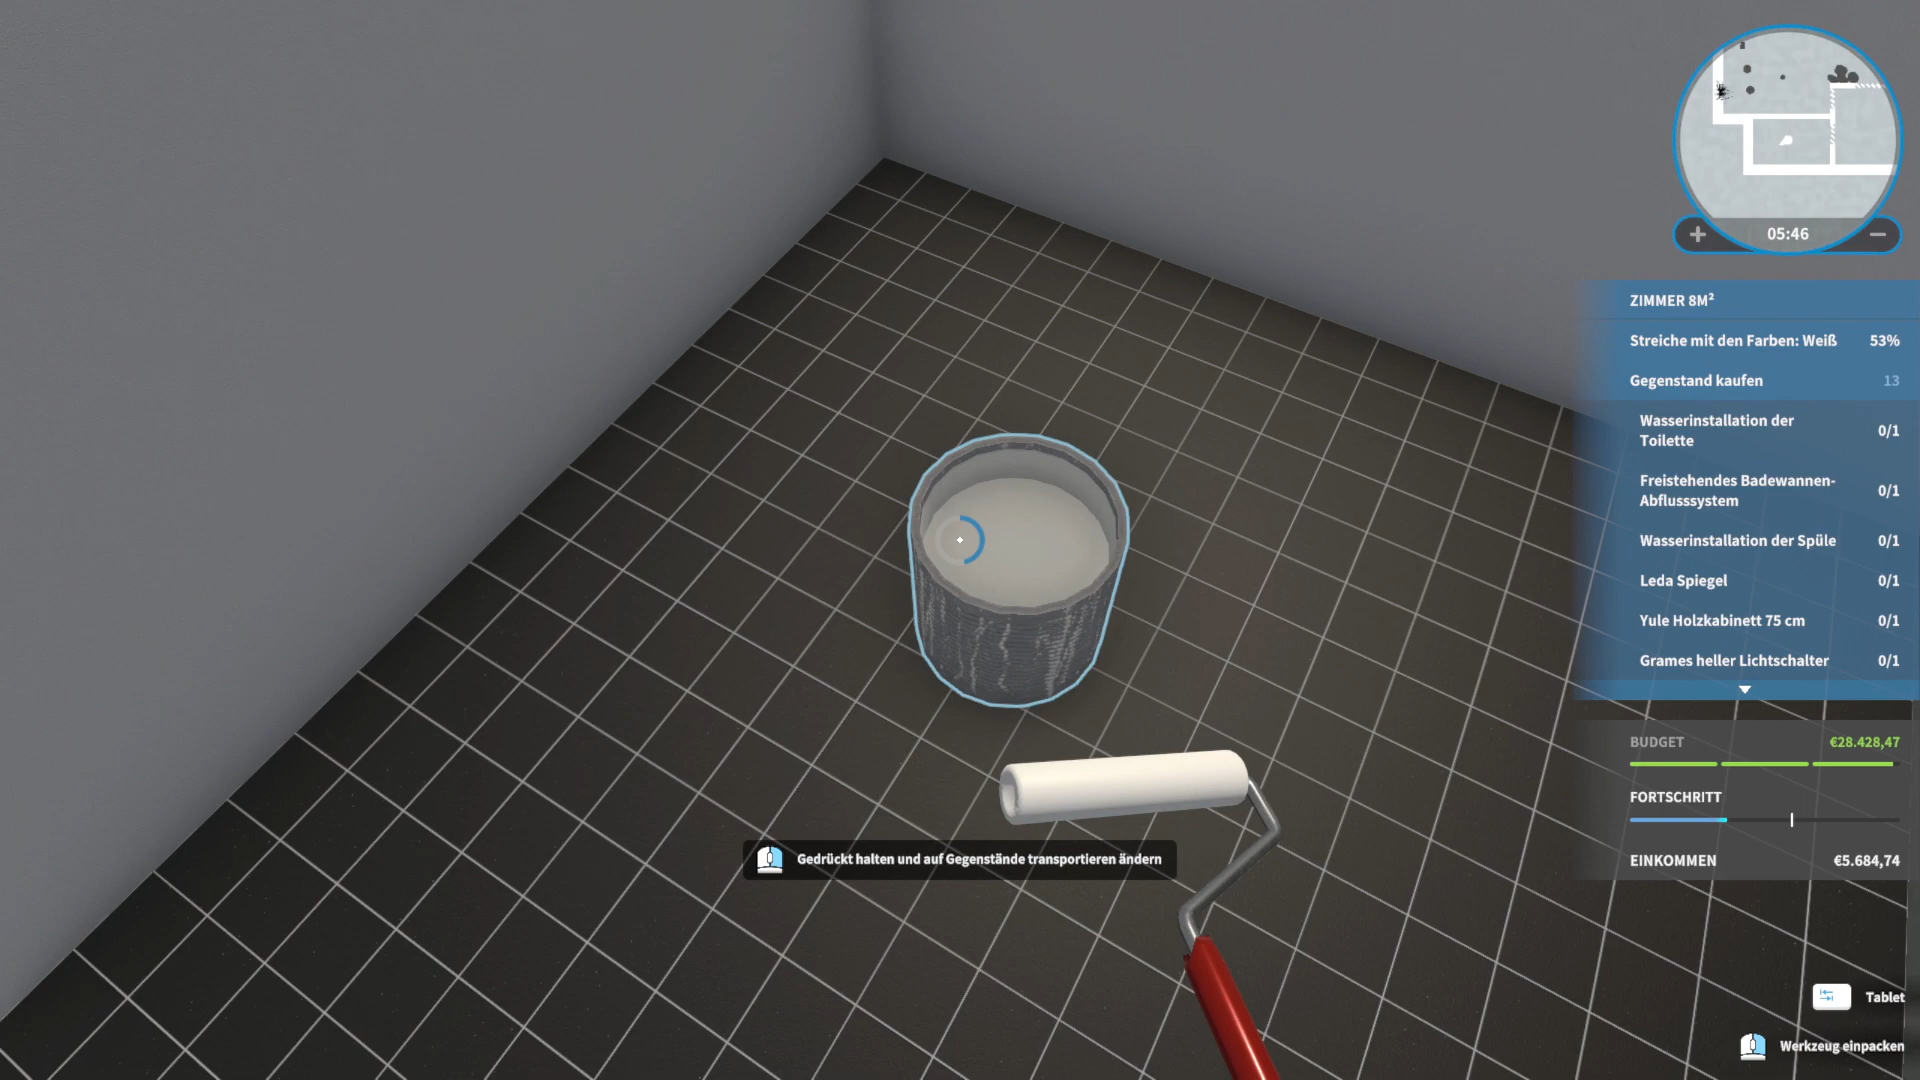 05:46
ZIMMER 8M²
Streiche mit den Farben: Weiß 53%
Gegenstand kaufen 13
Wasserinstallation der
Toilette 0/1
Freistehendes Badewannen-
Abflusssystem 0/1
Wasserinstallation der Spüle 0/1
Leda Spiegel 0/1
Yule Holzkabinett 75 cm 0/1
Grames heller Lichtschalter 0/1
BUDGET €28.428,47
FORTSCHRITT
EINKOMMEN €5.684,74
Gedrückt halten und auf Gegenstände transportieren ändern
Tablet
Werkzeug einpacken